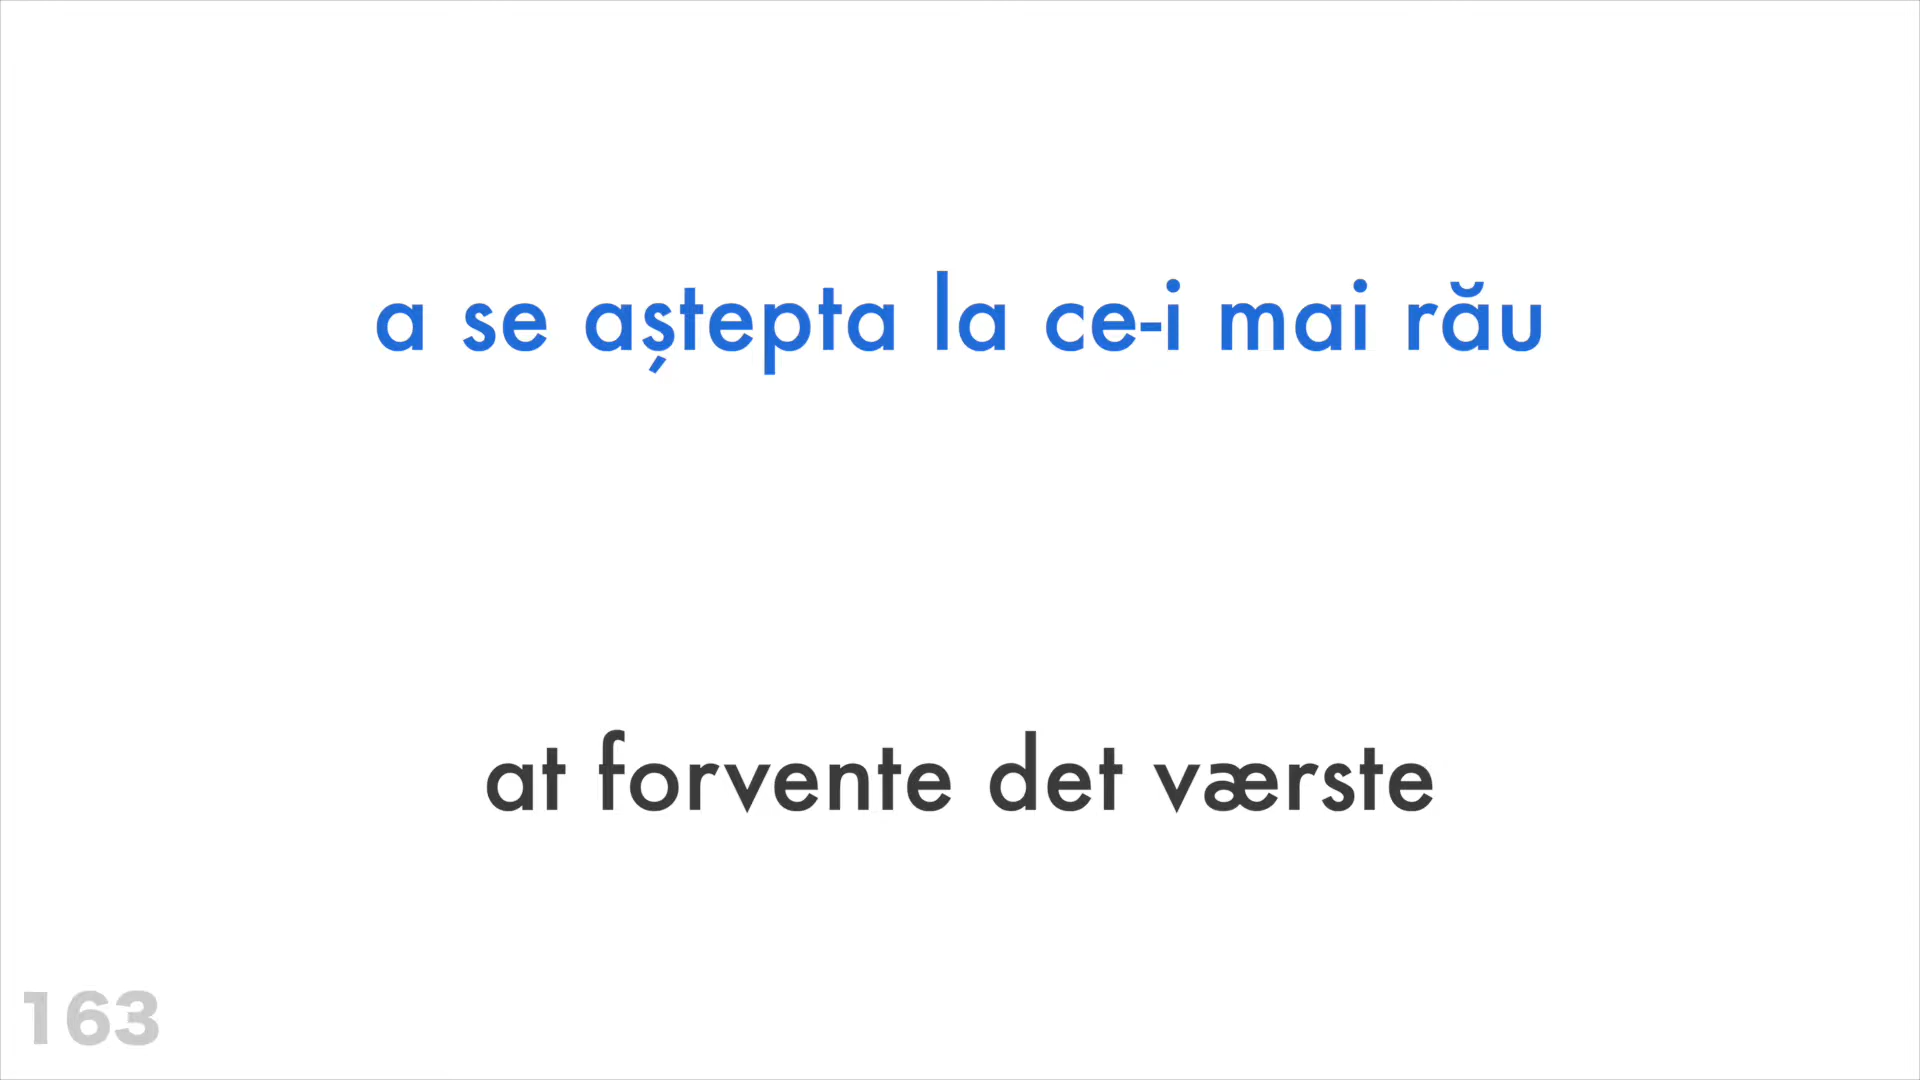 a se aștepta la ce-i mai rău
at forvente det værste
163